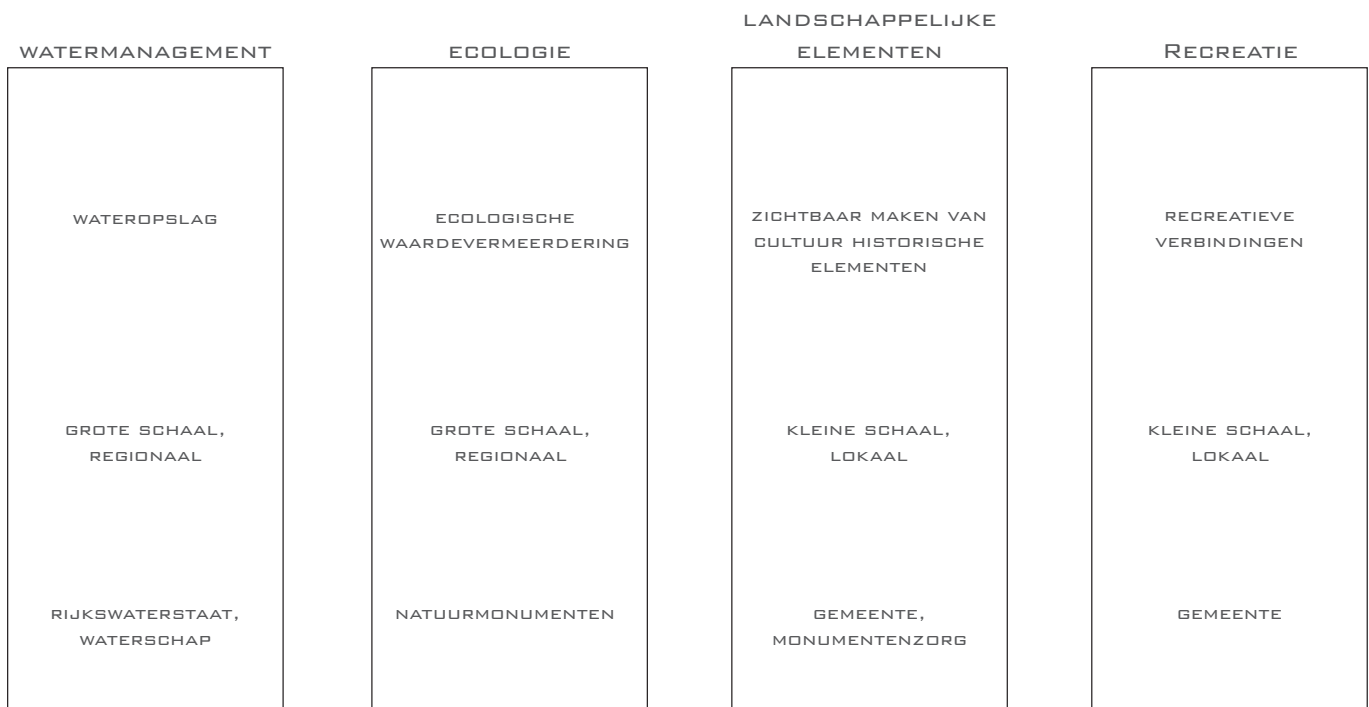 WATERMANAGEMENT
ECOLOGIE
LANDSCHAPPELIJKE
ELEMENTEN
RECREATIE
WATEROPSLAG
ECOLOGISCHE
WAARDEVERMEERDERING
ZICHTBAAR MAKEN VAN
CULTUUR HISTORISCHE
ELEMENTEN
RECREATIEVE
VERBINDINGEN
GROTE SCHAAL,
REGIONAAL
GROTE SCHAAL,
REGIONAAL
KLEINE SCHAAL,
LOKAAL
KLEINE SCHAAL,
LOKAAL
RIJKSWATERSTAAT,
WATERSCHAP
NATUURMONUMENTEN
GEMEENTE,
MONUMENTENZORG
GEMEENTE